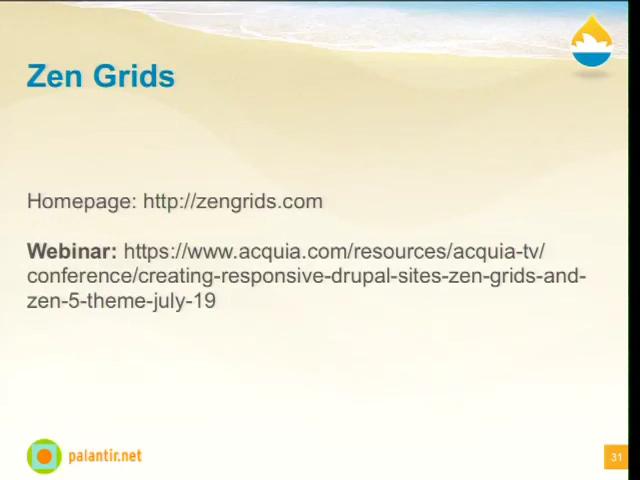 Zen Grids
Homepage: http://zengrids.com
Webinar: https://www.acquia.com/resources/acquia-tv/
conference/creating-responsive-drupal-sites-zen-grids-and-
zen-5-theme-july-19
palantir.net
31